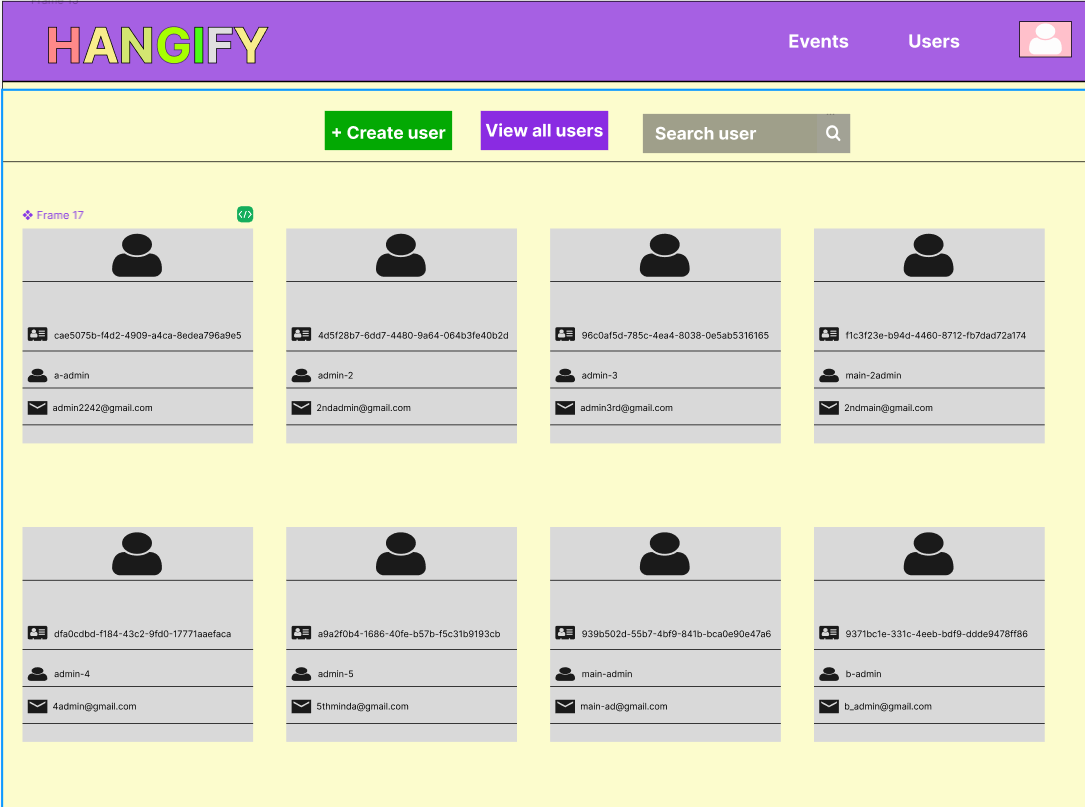 Frame 15
HANGIFY
Events
Users
+ Create user
View all users
Search user
Frame 17
cae5075b-f4d2-4909-a4ca-8edea796a9e5
a-admin
admin2242@gmail.com
4d5f28b7-6dd7-4480-9a64-064b3fe40b2d
admin-2
2ndadmin@gmail.com
96c0af5d-785c-4ea4-8038-0e5ab5316165
admin-3
admin3rd@gmail.com
f1c3f23e-b94d-4460-8712-fb7dad72a174
main-2admin
2ndmain@gmail.com
dfa0cdbd-f184-43c2-9fd0-17771aaefaca
admin-4
4admin@gmail.com
a9a2f0b4-1686-40fe-b57b-f5c31b9193cb
admin-5
5thminda@gmail.com
939b502d-55b7-4bf9-841b-bca0e90e47a6
main-admin
main-ad@gmail.com
9371bc1e-331c-4eeb-bdf9-ddde9478ff86
b-admin
b_admin@gmail.com